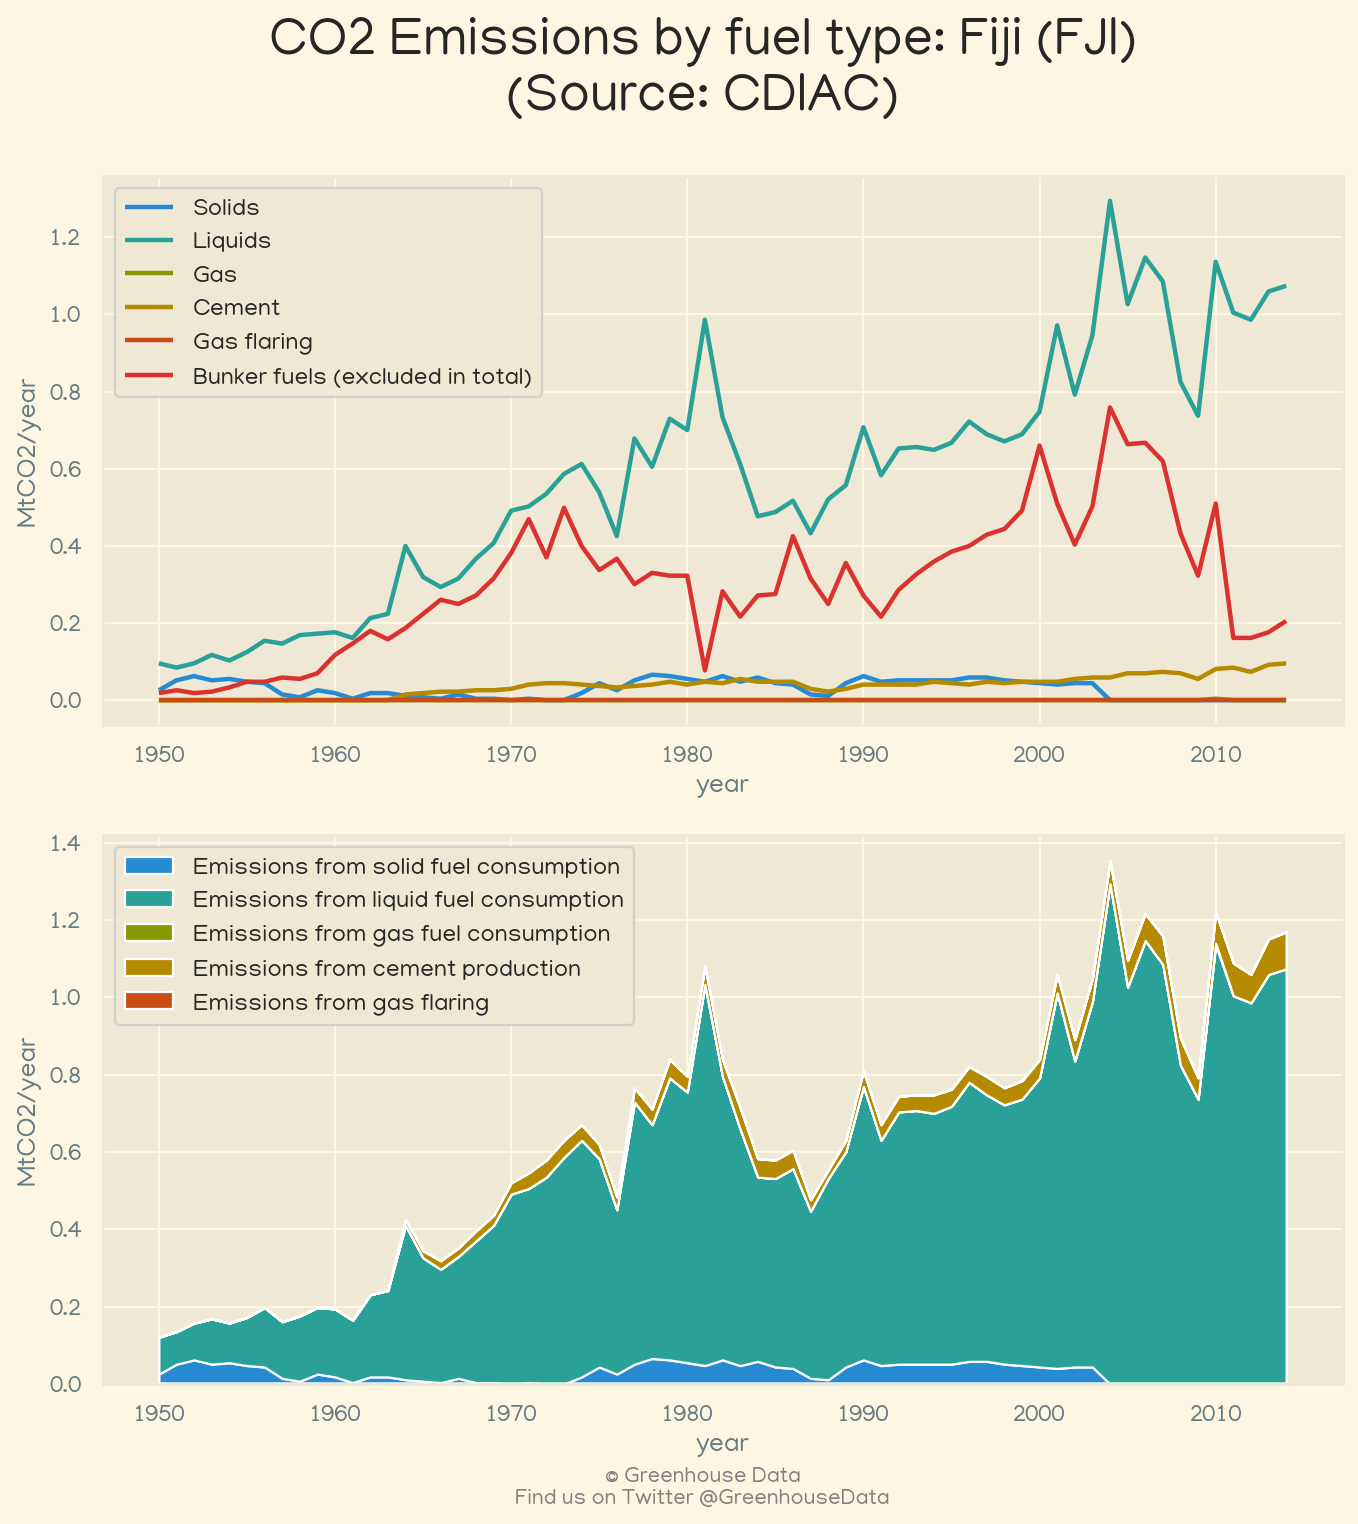 CO2 Emissions by fuel type: Fiji (FJI)
(Source: CDIAC)
Solids
Liquids
Gas
Cement
Gas flaring
Bunker fuels (excluded in total)
MtCO2/year
1.2
1.0
0.8
0.6
0.4
0.2
0.0
1950 1960 1970 1980 1990 2000 2010
year
Emissions from solid fuel consumption
Emissions from liquid fuel consumption
Emissions from gas fuel consumption
Emissions from cement production
Emissions from gas flaring
MtCO2/year
1.4
1.2
1.0
0.8
0.6
0.4
0.2
0.0
1950 1960 1970 1980 1990 2000 2010
year
© Greenhouse Data
Find us on Twitter @GreenhouseData